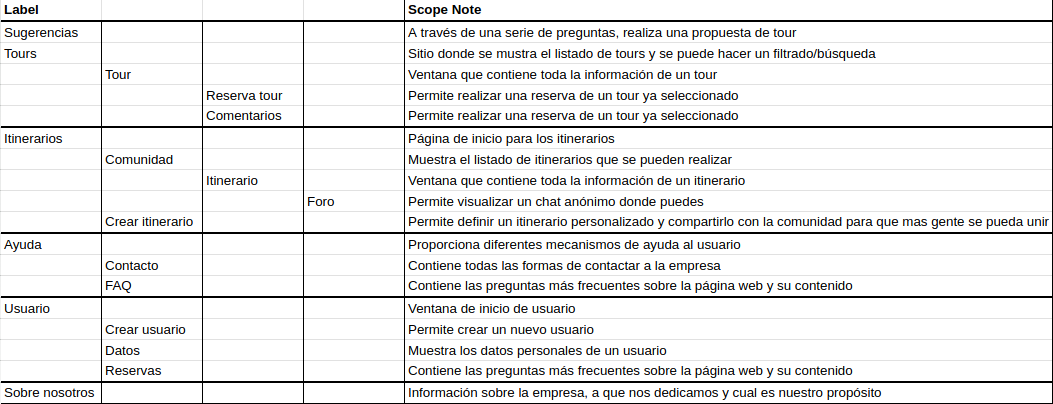 Label Scope Note
Sugerencias A través de una serie de preguntas, realiza una propuesta de tour
Tours Sitio donde se mustra el listado de tours y se puede hacer un filtrado/búsqueda
Tour Ventana que contiene toda la información de un tour
Reserva tour Permite realizar una reserva de un tour ya seleccionado
Comentarios Permite realizar una reserva de un tour ya seleccionado
Itinerarios Página de inicio para los itinerarios
Comunidad Muestra el listado de itinerarios que se pueden realizar
Itinerario Ventana que contiene toda la información de un itinerario
Foro Permite visualizar un chat anónimo donde puedes
Crear itinerario Permite definir un itinerario personalizado y compartirlo con la comunidad para que mas gente se pueda unir
Ayuda Proporciona diferentes mecanismos de ayuda al usuario
Contacto Contiene todas las formas de contactar a la empresa
FAQ Contiene las preguntas más frecuentes sobre la página web y su contenido
Usuario Ventana de inicio de usuario
Crear usuario Permite crear un nuevo usuario
Datos Muestra los datos personales de un usuario
Reservas Contiene las preguntas más frecuentes sobre la página web y su contenido
Sobre nosotros Información sobre la empresa, a que nos dedicamos y cual es nuestro propósito